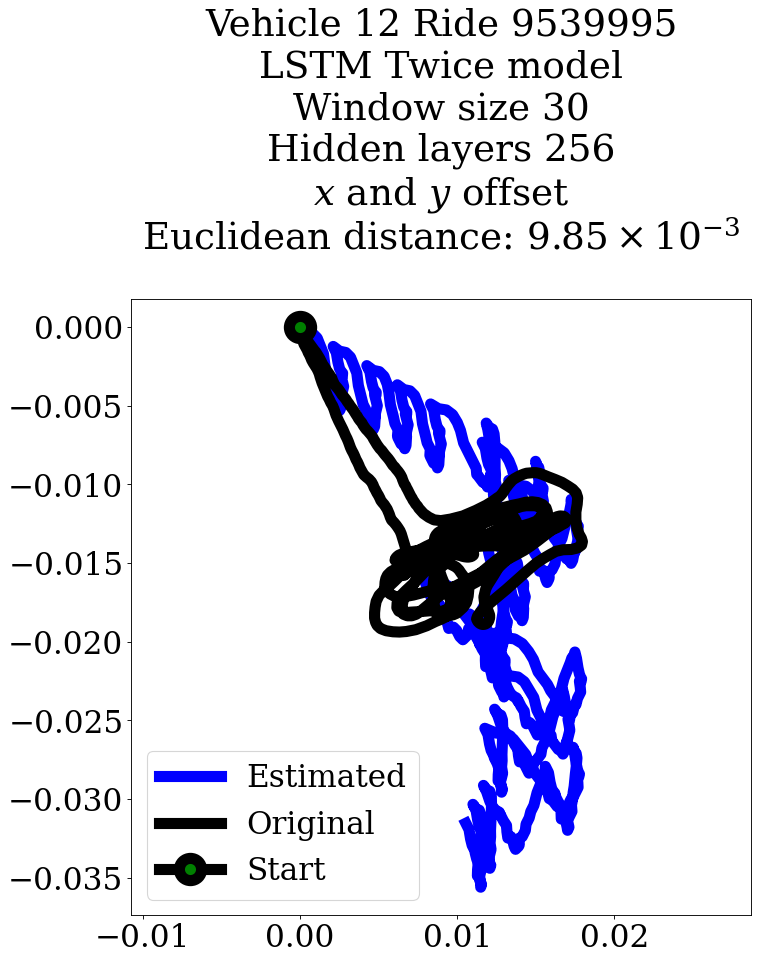 Vehicle 12 Ride 9539995
LSTM Twice model
Window size 30
Hidden layers 256
x and y offset
Euclidean distance: 9.85 × 10⁻³
0.000
−0.005
−0.010
−0.015
−0.020
−0.025
−0.030
−0.035
Estimated
Original
Start
−0.01 0.00 0.01 0.02